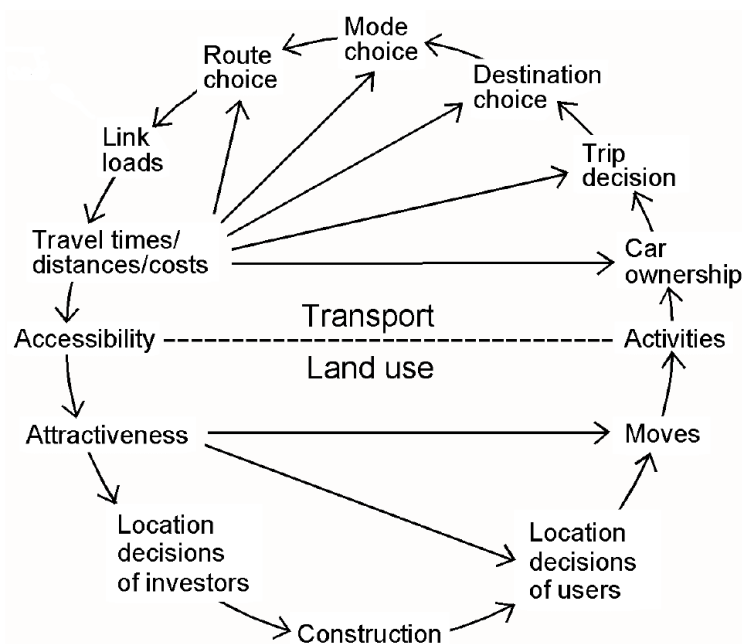 Mode
choice
Route
choice
Destination
choice
Link
loads
Trip
decision
Travel times/
distances/costs
Car
ownership
Transport
Accessibility
Activities
Land use
Attractiveness
Moves
Location
decisions
of investors
Location
decisions
of users
Construction